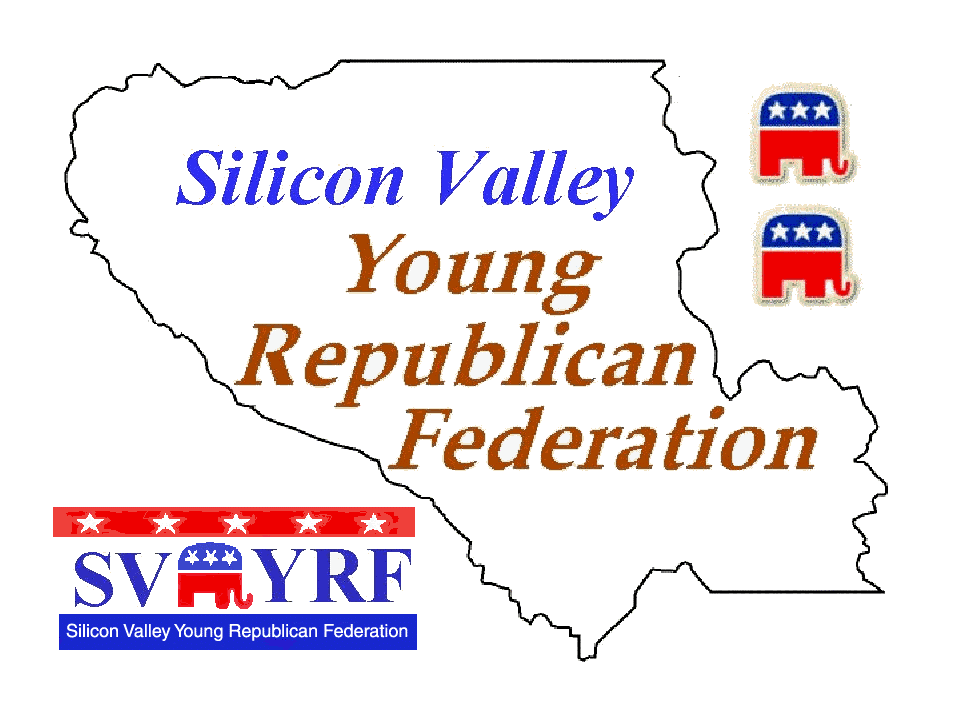 Silicon Valley
Young
Republican
Federation
SV YRF
Silicon Valley Young Republican Federation